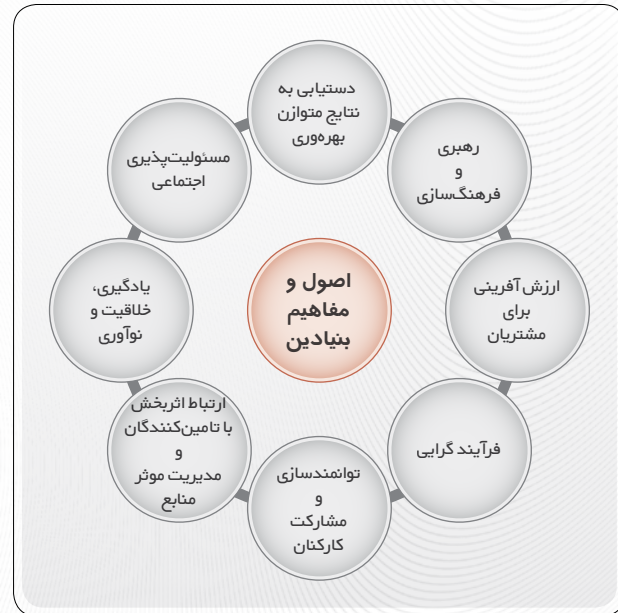 دستیابی به
نتایج متوازن
بهره‌وری
رهبری
و
فرهنگ‌سازی
ارزش آفرینی
برای
مشتریان
فرآیند گرایی
توانمندسازی
و
مشارکت
کارکنان
ارتباط اثربخش
با تامین‌کنندگان
و
مدیریت موثر
منابع
یادگیری،
خلاقیت و
نوآوری
مسئولیت‌پذیری
اجتماعی
اصول و
مفاهیم
بنیادین